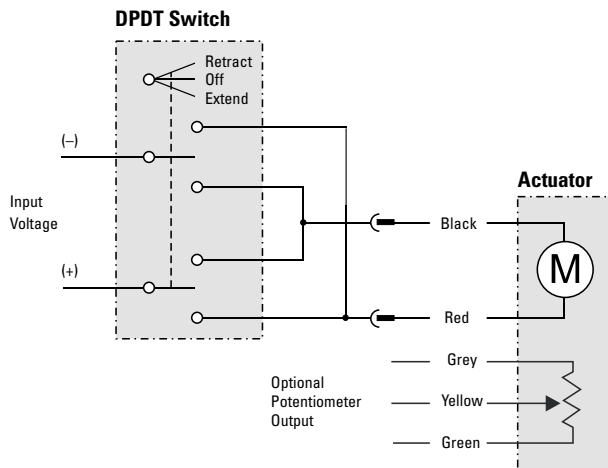 DPDT Switch
Retract
Off
Extend
(–)
Input
Voltage
(+)
Actuator
Black
M
Red
Grey
Optional
Potentiometer
Output
Yellow
Green